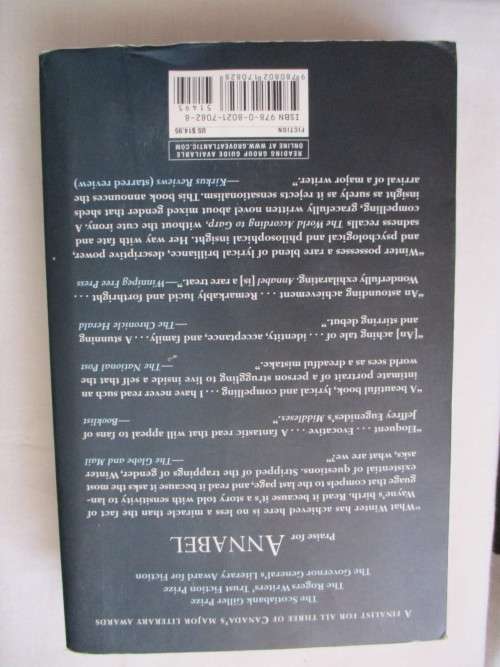 A FINALIST FOR ALL THREE OF CANADA'S MAJOR LITERARY AWARDS
The Scotiabank Giller Prize
The Rogers Writers' Trust Fiction Prize
The Governor General's Literary Award for Fiction
Praise for ANNABEL
"What Winter has achieved here is no less a miracle than the fact of
Wayne's birth. Read it because it's a story told with sensitivity to lan-
guage that compels to the last page, and read it because it asks the most
existential of questions. Stripped of the trappings of gender, Winter
asks, what are we?" —The Globe and Mail
"Eloquent . . . Evocative . . . A fantastic read that will appeal to fans of
Jeffrey Eugenides's Middlesex." —Booklist
"A beautiful book, lyrical and compelling . . . I have never read such an
intimate portrait of a person struggling to live inside a self that the
world sees as a dreadful mistake." —The National Post
"[An] aching tale of . . . identity, acceptance, and family. . . . A stunning
and stirring debut." —The Chronicle Herald
"An astounding achievement . . . . Remarkably lucid and forthright . . .
Wonderfully exhilarating. Annabel [is] a rare treat." —Winnipeg Free Press
"Winter possesses a rare blend of lyrical brilliance, descriptive power,
and psychological and philosophical insight. Her way with fate and
sadness recalls The World According to Garp, without the cute irony. A
compelling, gracefully written novel about mixed gender that sheds
insight as surely as it rejects sensationalism. This book announces the
arrival of a major writer." —Kirkus Reviews (starred review)
READING GROUP GUIDE AVAILABLE
ONLINE AT WWW.GROVEATLANTIC.COM
FICTION US $14.95
ISBN 978-0-8021-7082-8
51495
9 780802 170828